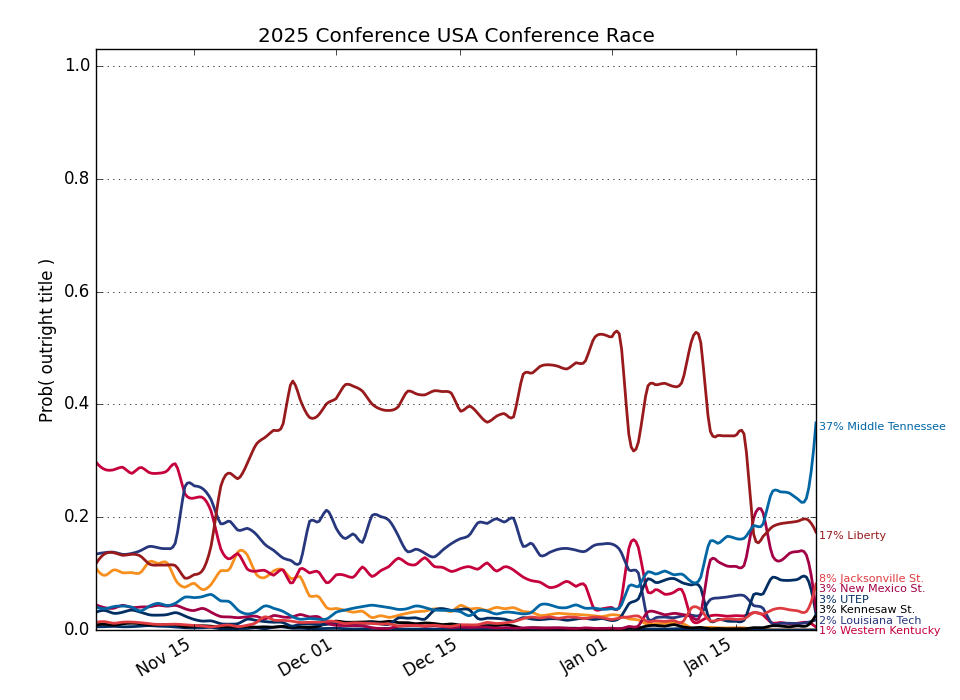 2025 Conference USA Conference Race
Prob( outright title )
1.0
0.8
0.6
0.4
0.2
0.0
Nov 15
Dec 01
Dec 15
Jan 01
Jan 15
37% Middle Tennessee
17% Liberty
8% Jacksonville St.
3% New Mexico St.
3% UTEP
3% Kennesaw St.
2% Louisiana Tech
1% Western Kentucky